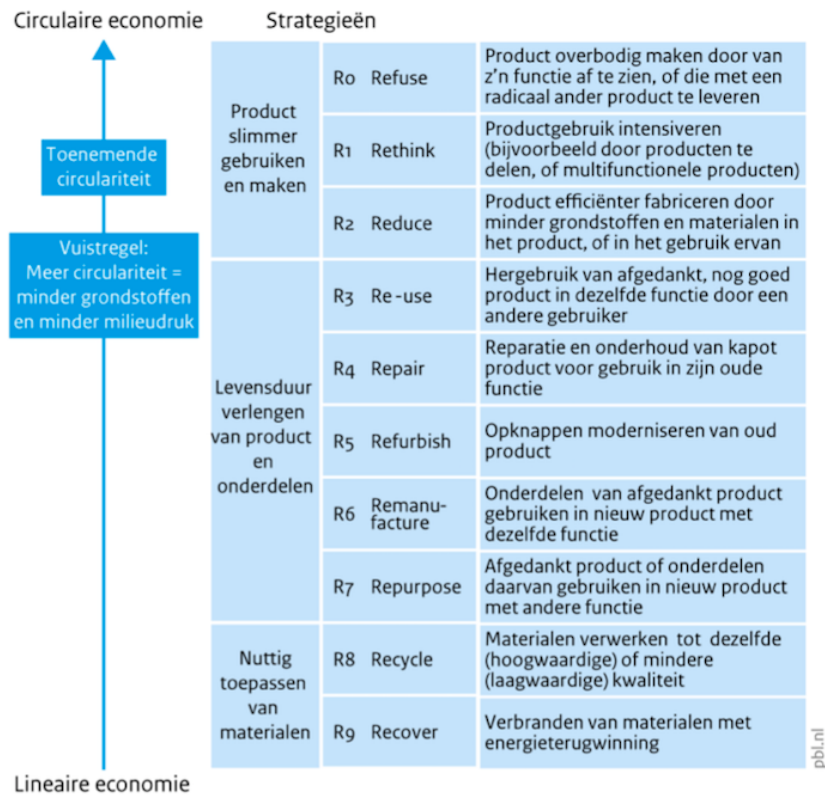 Circulaire economie
Strategieën
Toenemende
circulariteit
Vuistregel:
Meer circulariteit =
minder grondstoffen
en minder milieudruk
Lineaire economie
Product
slimmer
gebruiken
en maken
R0 Refuse
Product overbodig maken door van
z'n functie af te zien, of die met een
radicaal ander product te leveren
R1 Rethink
Productgebruik intensiveren
(bijvoorbeeld door producten te
delen, of multifunctionele producten)
R2 Reduce
Product efficiënter fabriceren door
minder grondstoffen en materialen in
het product, of in het gebruik ervan
Levensduur
verlengen
van product
en
onderdelen
R3 Re-use
Hergebruik van afgedankt, nog goed
product in dezelfde functie door een
andere gebruiker
R4 Repair
Reparatie en onderhoud van kapot
product voor gebruik in zijn oude
functie
R5 Refurbish
Opknappen moderniseren van oud
product
R6 Remanu-
facture
Onderdelen van afgedankt product
gebruiken in nieuw product met
dezelfde functie
R7 Repurpose
Afgedankt product of onderdelen
daarvan gebruiken in nieuw product
met andere functie
Nuttig
toepassen
van
materialen
R8 Recycle
Materialen verwerken tot dezelfde
(hoogwaardige) of mindere
(laagwaardige) kwaliteit
R9 Recover
Verbranden van materialen met
energieterugwinning
pbl.nl